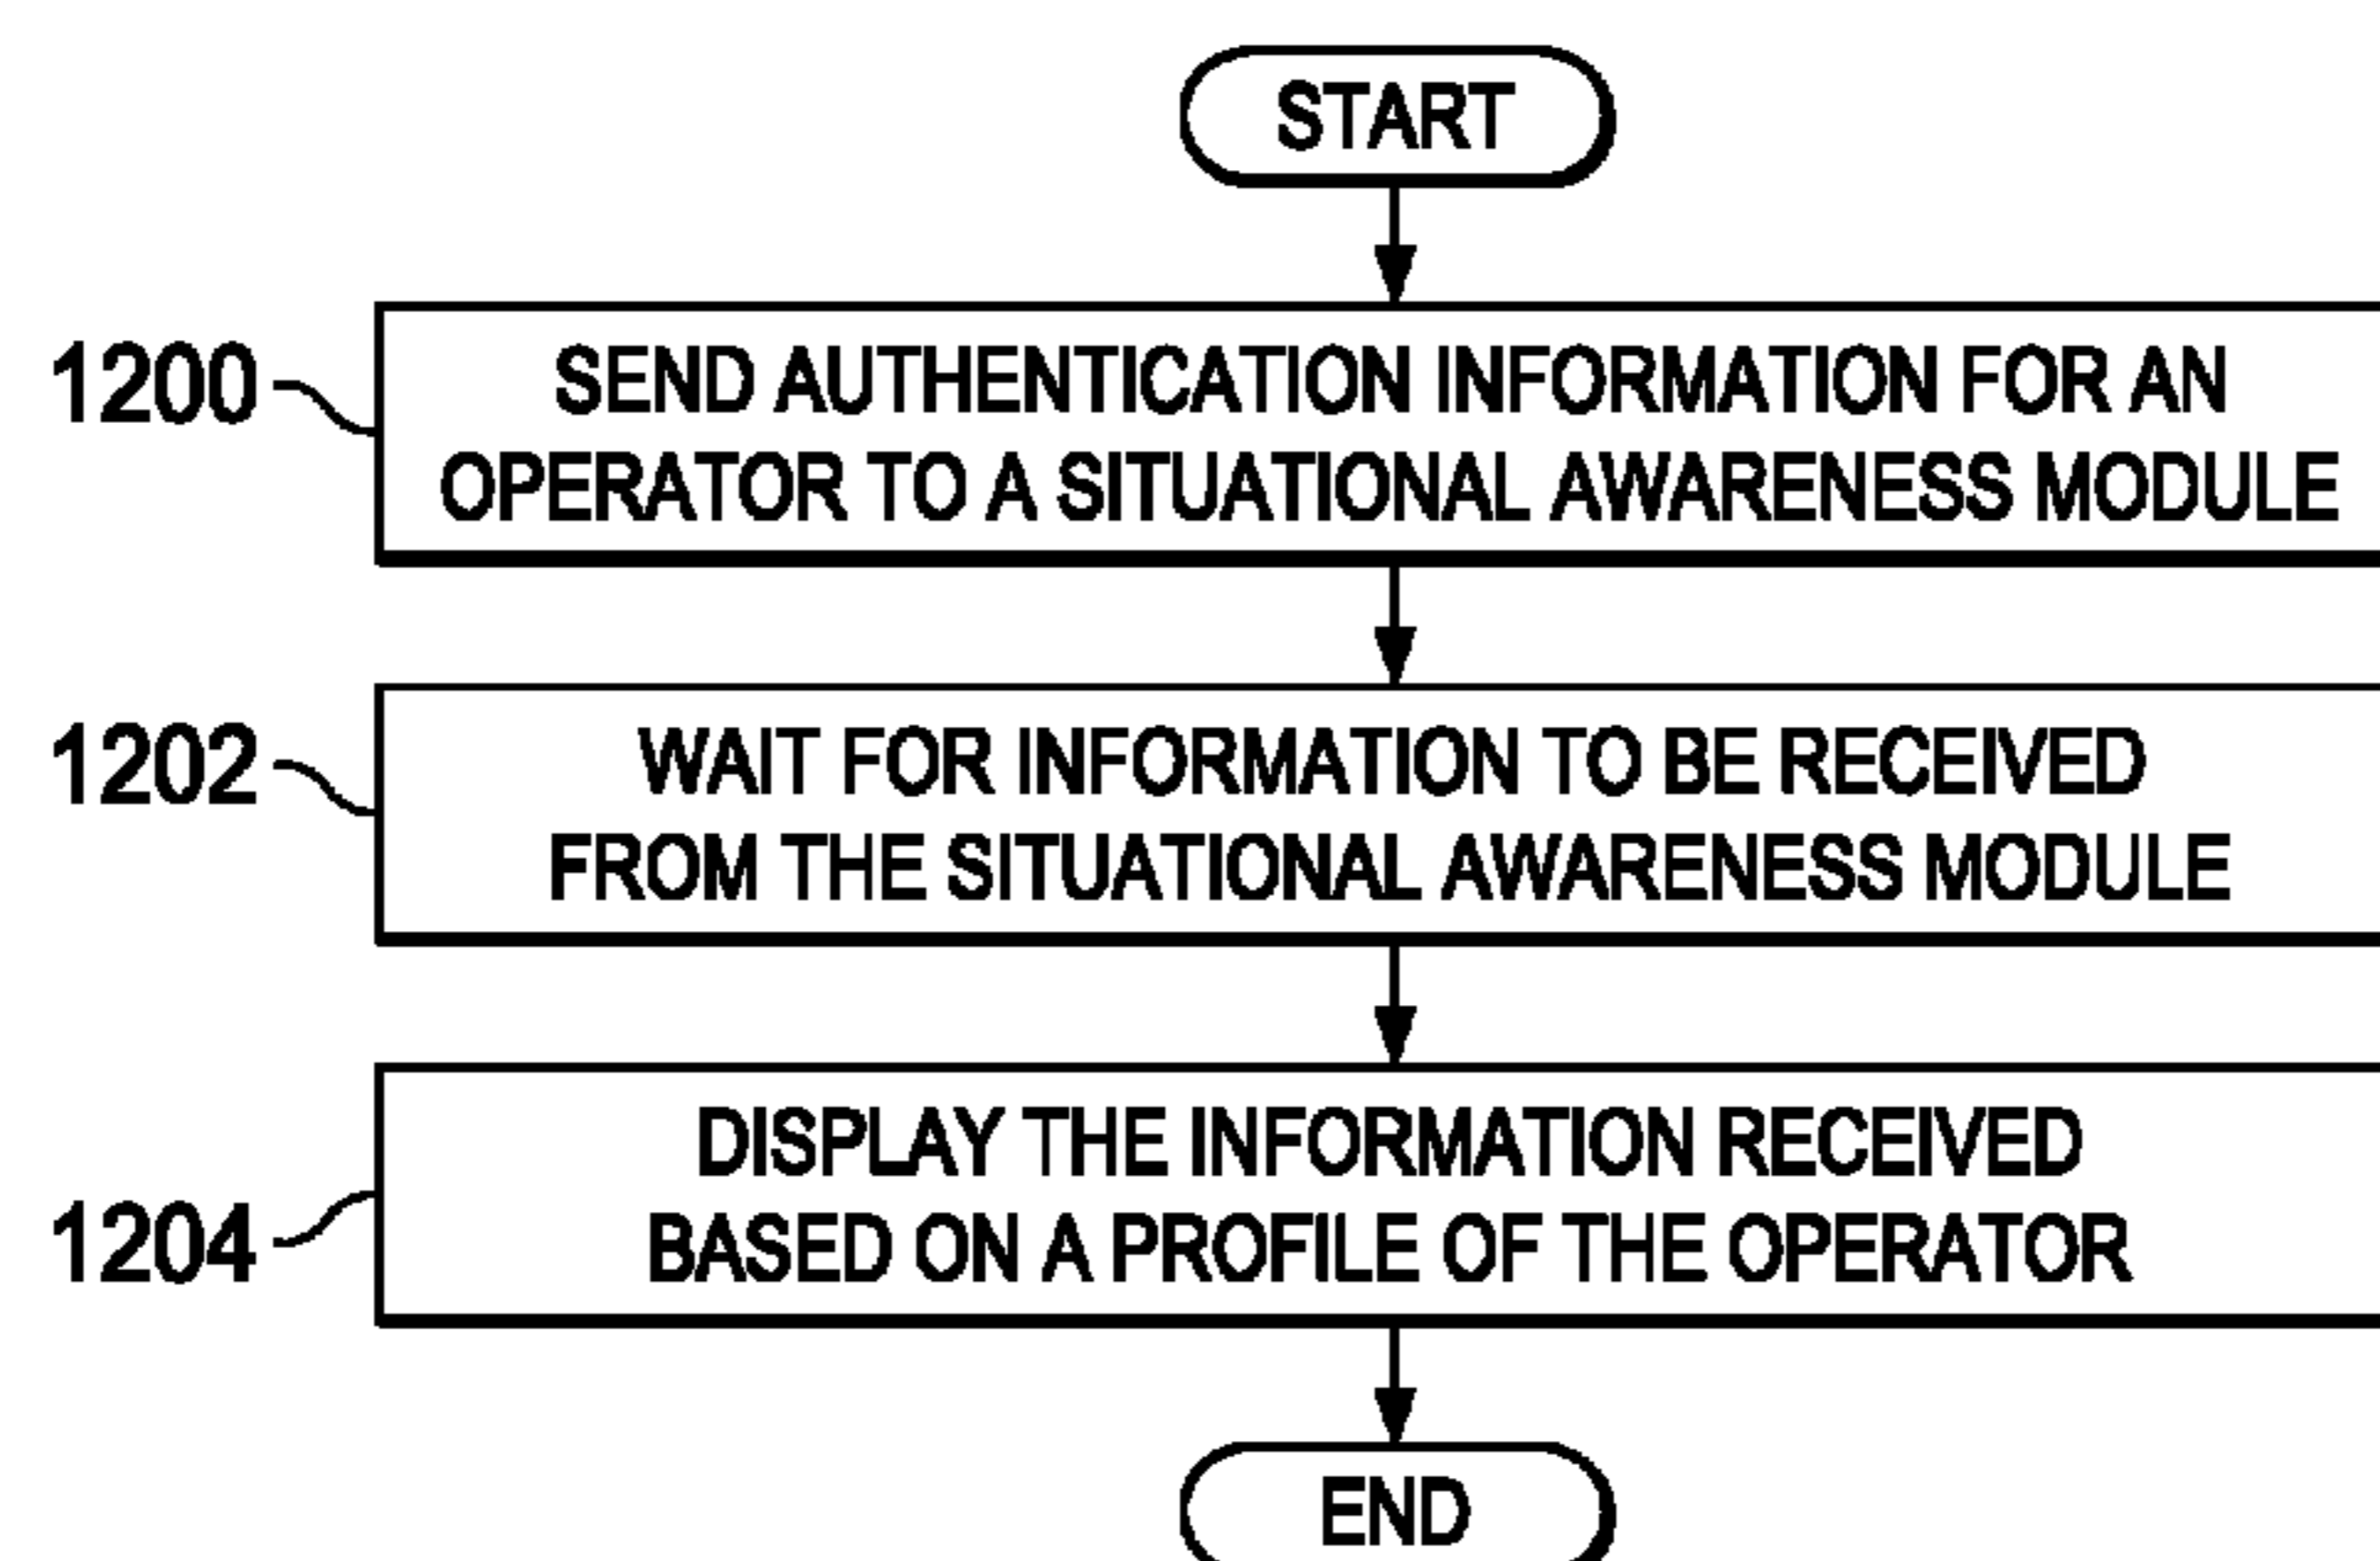 START
1200
SEND AUTHENTICATION INFORMATION FOR AN
OPERATOR TO A SITUATIONAL AWARENESS MODULE
1202
WAIT FOR INFORMATION TO BE RECEIVED
FROM THE SITUATIONAL AWARENESS MODULE
1204
DISPLAY THE INFORMATION RECEIVED
BASED ON A PROFILE OF THE OPERATOR
END